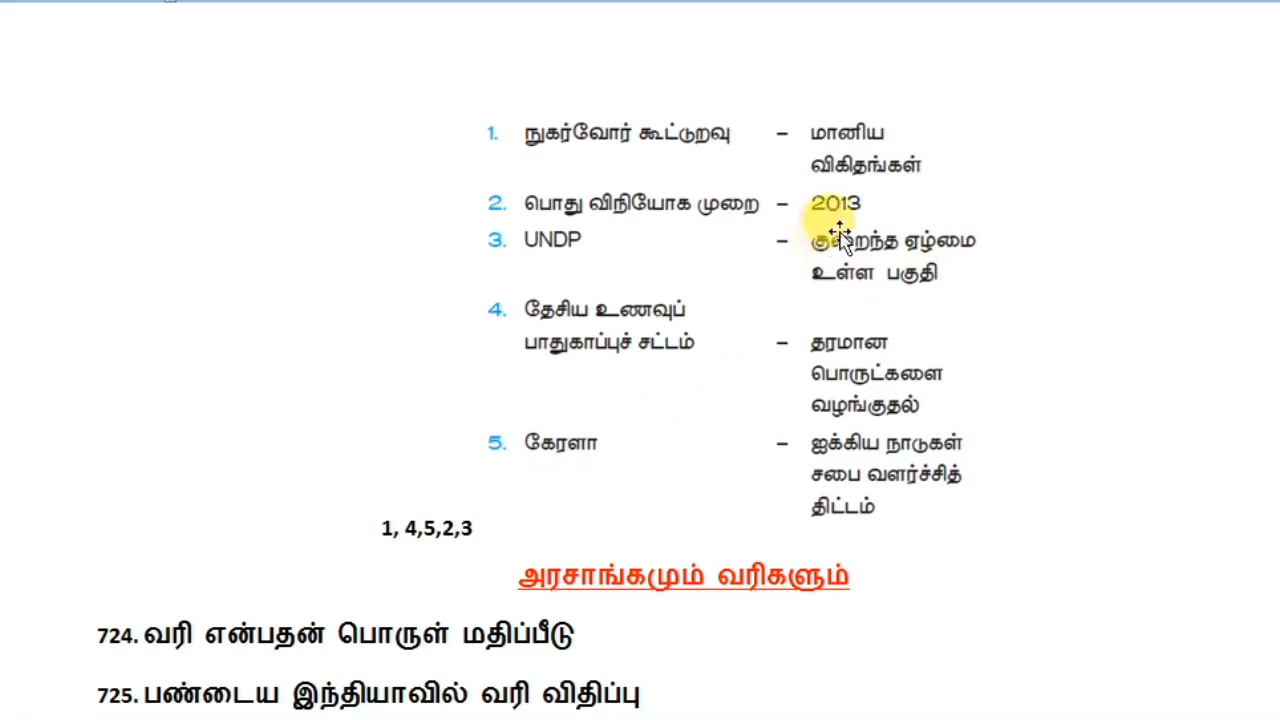 1. நுகர்வோர் கூட்டுறவு – மானிய
விகிதங்கள்
2. பொது விநியோக முறை – 2013
3. UNDP – குறைந்த ஏழ்மை
உள்ள பகுதி
4. தேசிய உணவுப்
பாதுகாப்புச் சட்டம் – தரமான
பொருட்களை
வழங்குதல்
5. கேரளா – ஐக்கிய நாடுகள்
சபை வளர்ச்சித்
திட்டம்
1, 4,5,2,3
அரசாங்கமும் வரிகளும்
724. வரி என்பதன் பொருள் மதிப்பீடு
725. பண்டைய இந்தியாவில் வரி விதிப்பு